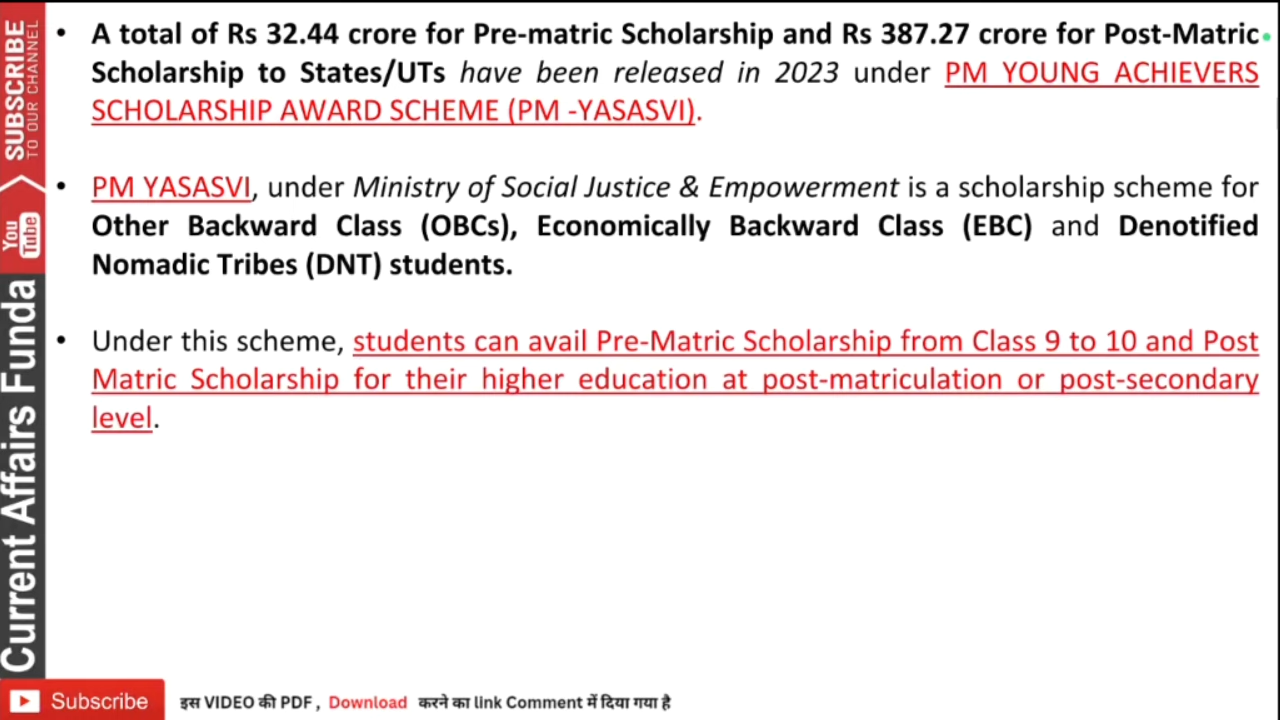 • A total of Rs 32.44 crore for Pre-matric Scholarship and Rs 387.27 crore for Post-Matric
Scholarship to States/UTs have been released in 2023 under PM YOUNG ACHIEVERS
SCHOLARSHIP AWARD SCHEME (PM -YASASVI).
• PM YASASVI, under Ministry of Social Justice & Empowerment is a scholarship scheme for
Other Backward Class (OBCs), Economically Backward Class (EBC) and Denotified
Nomadic Tribes (DNT) students.
• Under this scheme, students can avail Pre-Matric Scholarship from Class 9 to 10 and Post
Matric Scholarship for their higher education at post-matriculation or post-secondary
level.
SUBSCRIBE
TO OUR CHANNEL
You Tube
Current Affairs Funda
Subscribe
इस VIDEO की PDF , Download करने का link Comment में दिया गया है